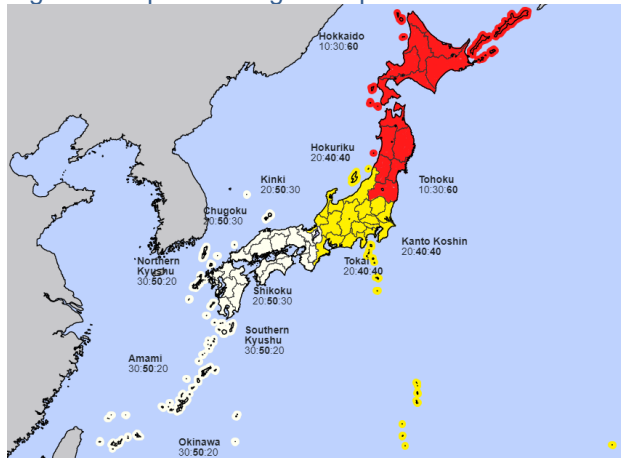 Hokkaido
10:30:60
Hokuriku
20:40:40
Kinki
20:50:30
Tohoku
10:30:60
Chugoku
20:50:30
Kanto Koshin
20:40:40
Northern
Kyushu
30:50:20
Tokai
20:40:40
Shikoku
20:50:30
Southern
Kyushu
30:50:20
Amami
30:50:20
Okinawa
30:50:20